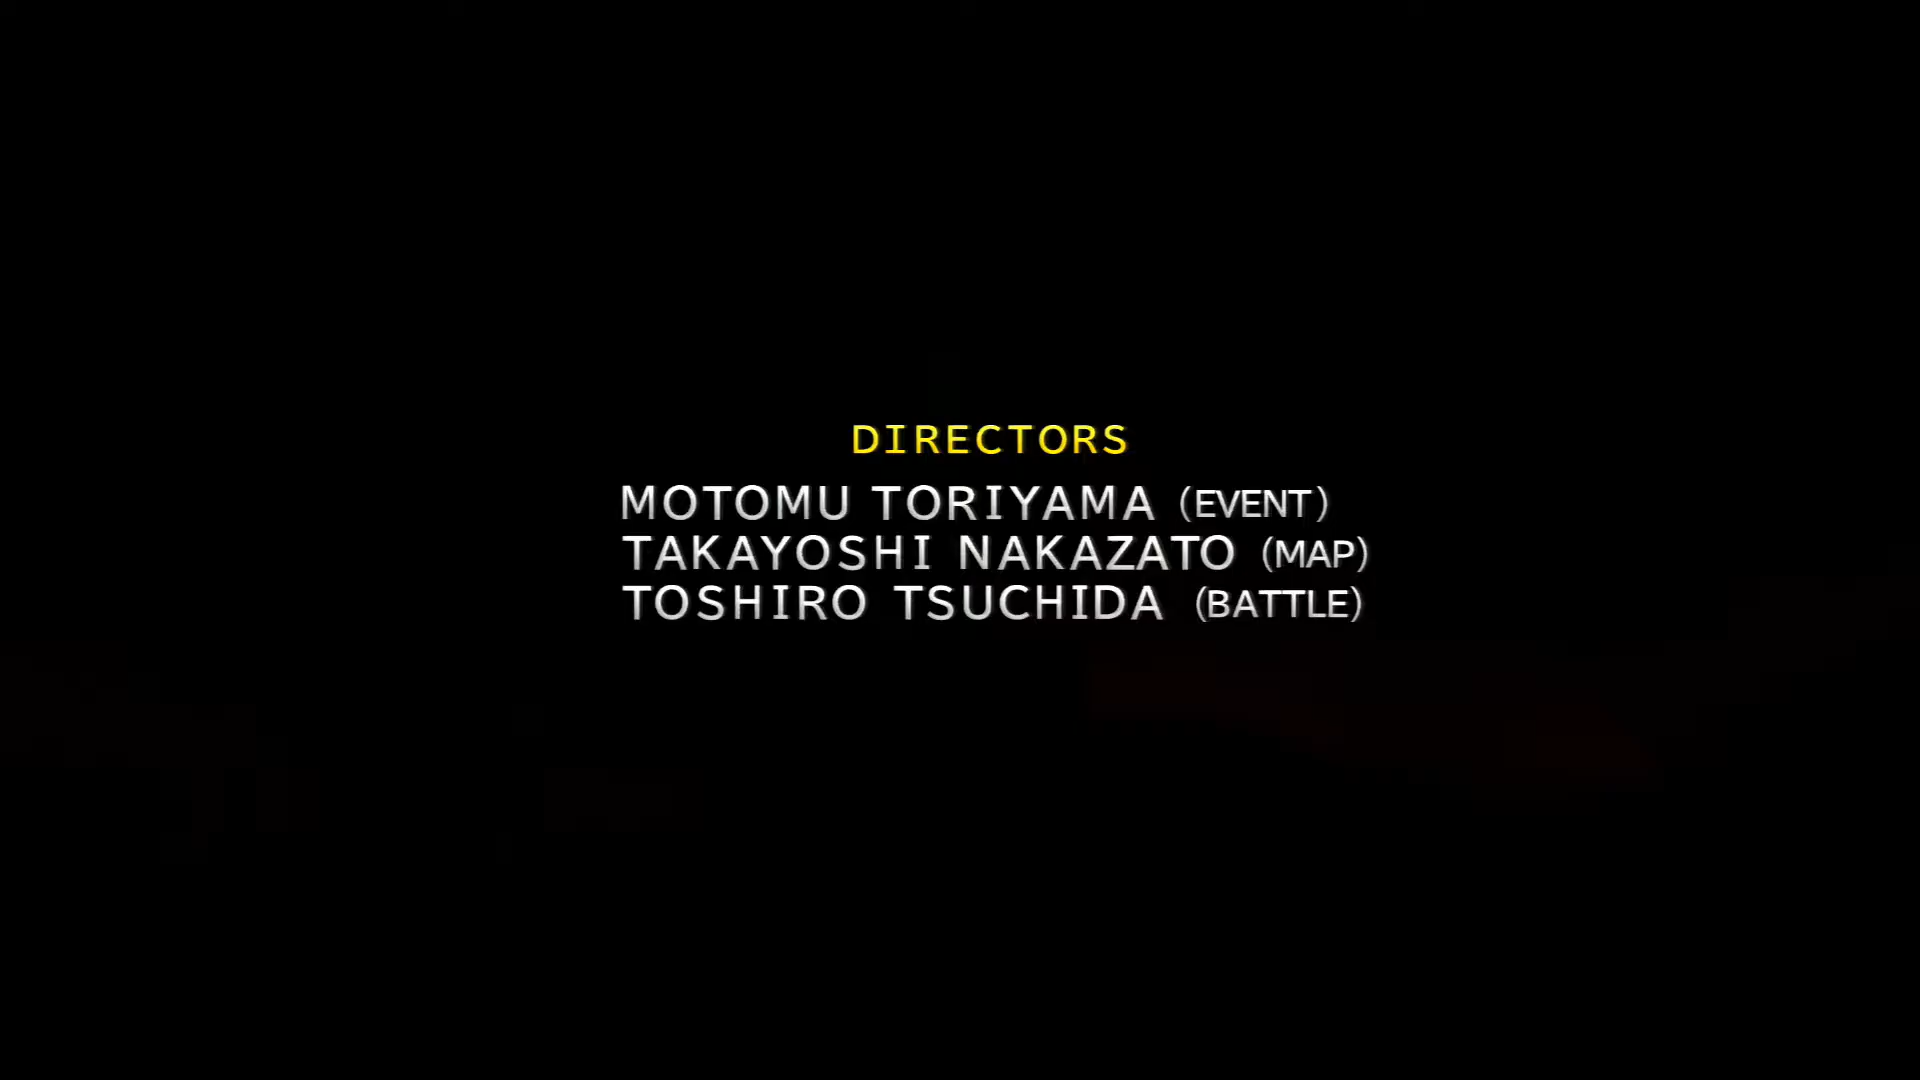 DIRECTORS
MOTOMU TORIYAMA (EVENT)
TAKAYOSHI NAKAZATO (MAP)
TOSHIRO TSUCHIDA (BATTLE)